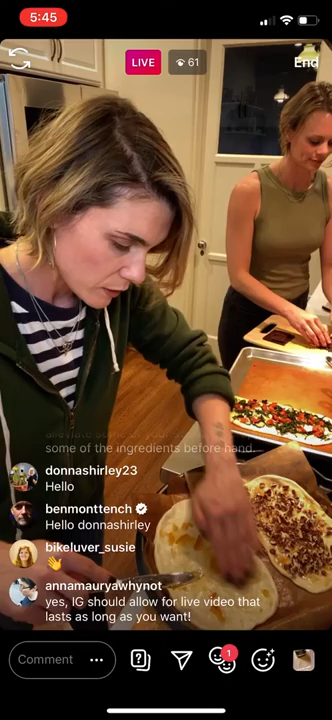 5:45
LIVE
61
End
some of the ingredients before hand.
donnashirley23
Hello
benmonttench
Hello donnashirley
bikeluver_susie
👋
annamauryawhynot
yes, IG should allow for live video that
lasts as long as you want!
Comment
1